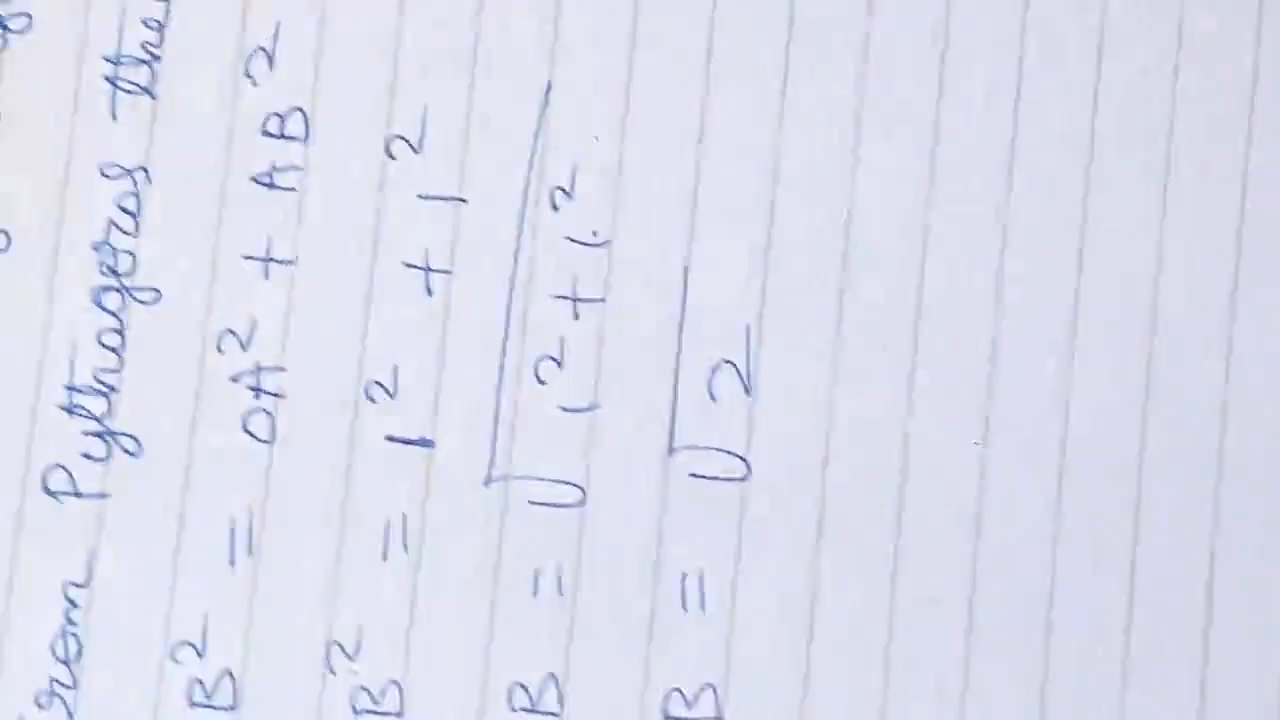 from Pythagoras the
B² = OA² + AB²
B² = 1² + 1²
B = √1² + 1²
B = √2